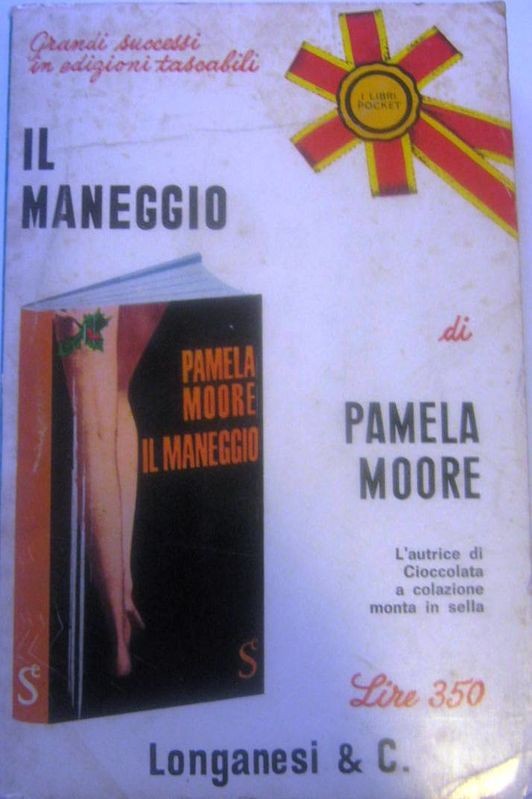 Grandi successi
in edizioni tascabili
I LIBRI
POCKET
IL
MANEGGIO
PAMELA
MOORE
IL MANEGGIO
di
PAMELA
MOORE
L'autrice di
Cioccolata
a colazione
monta in sella
Lire 350
Longanesi & C.